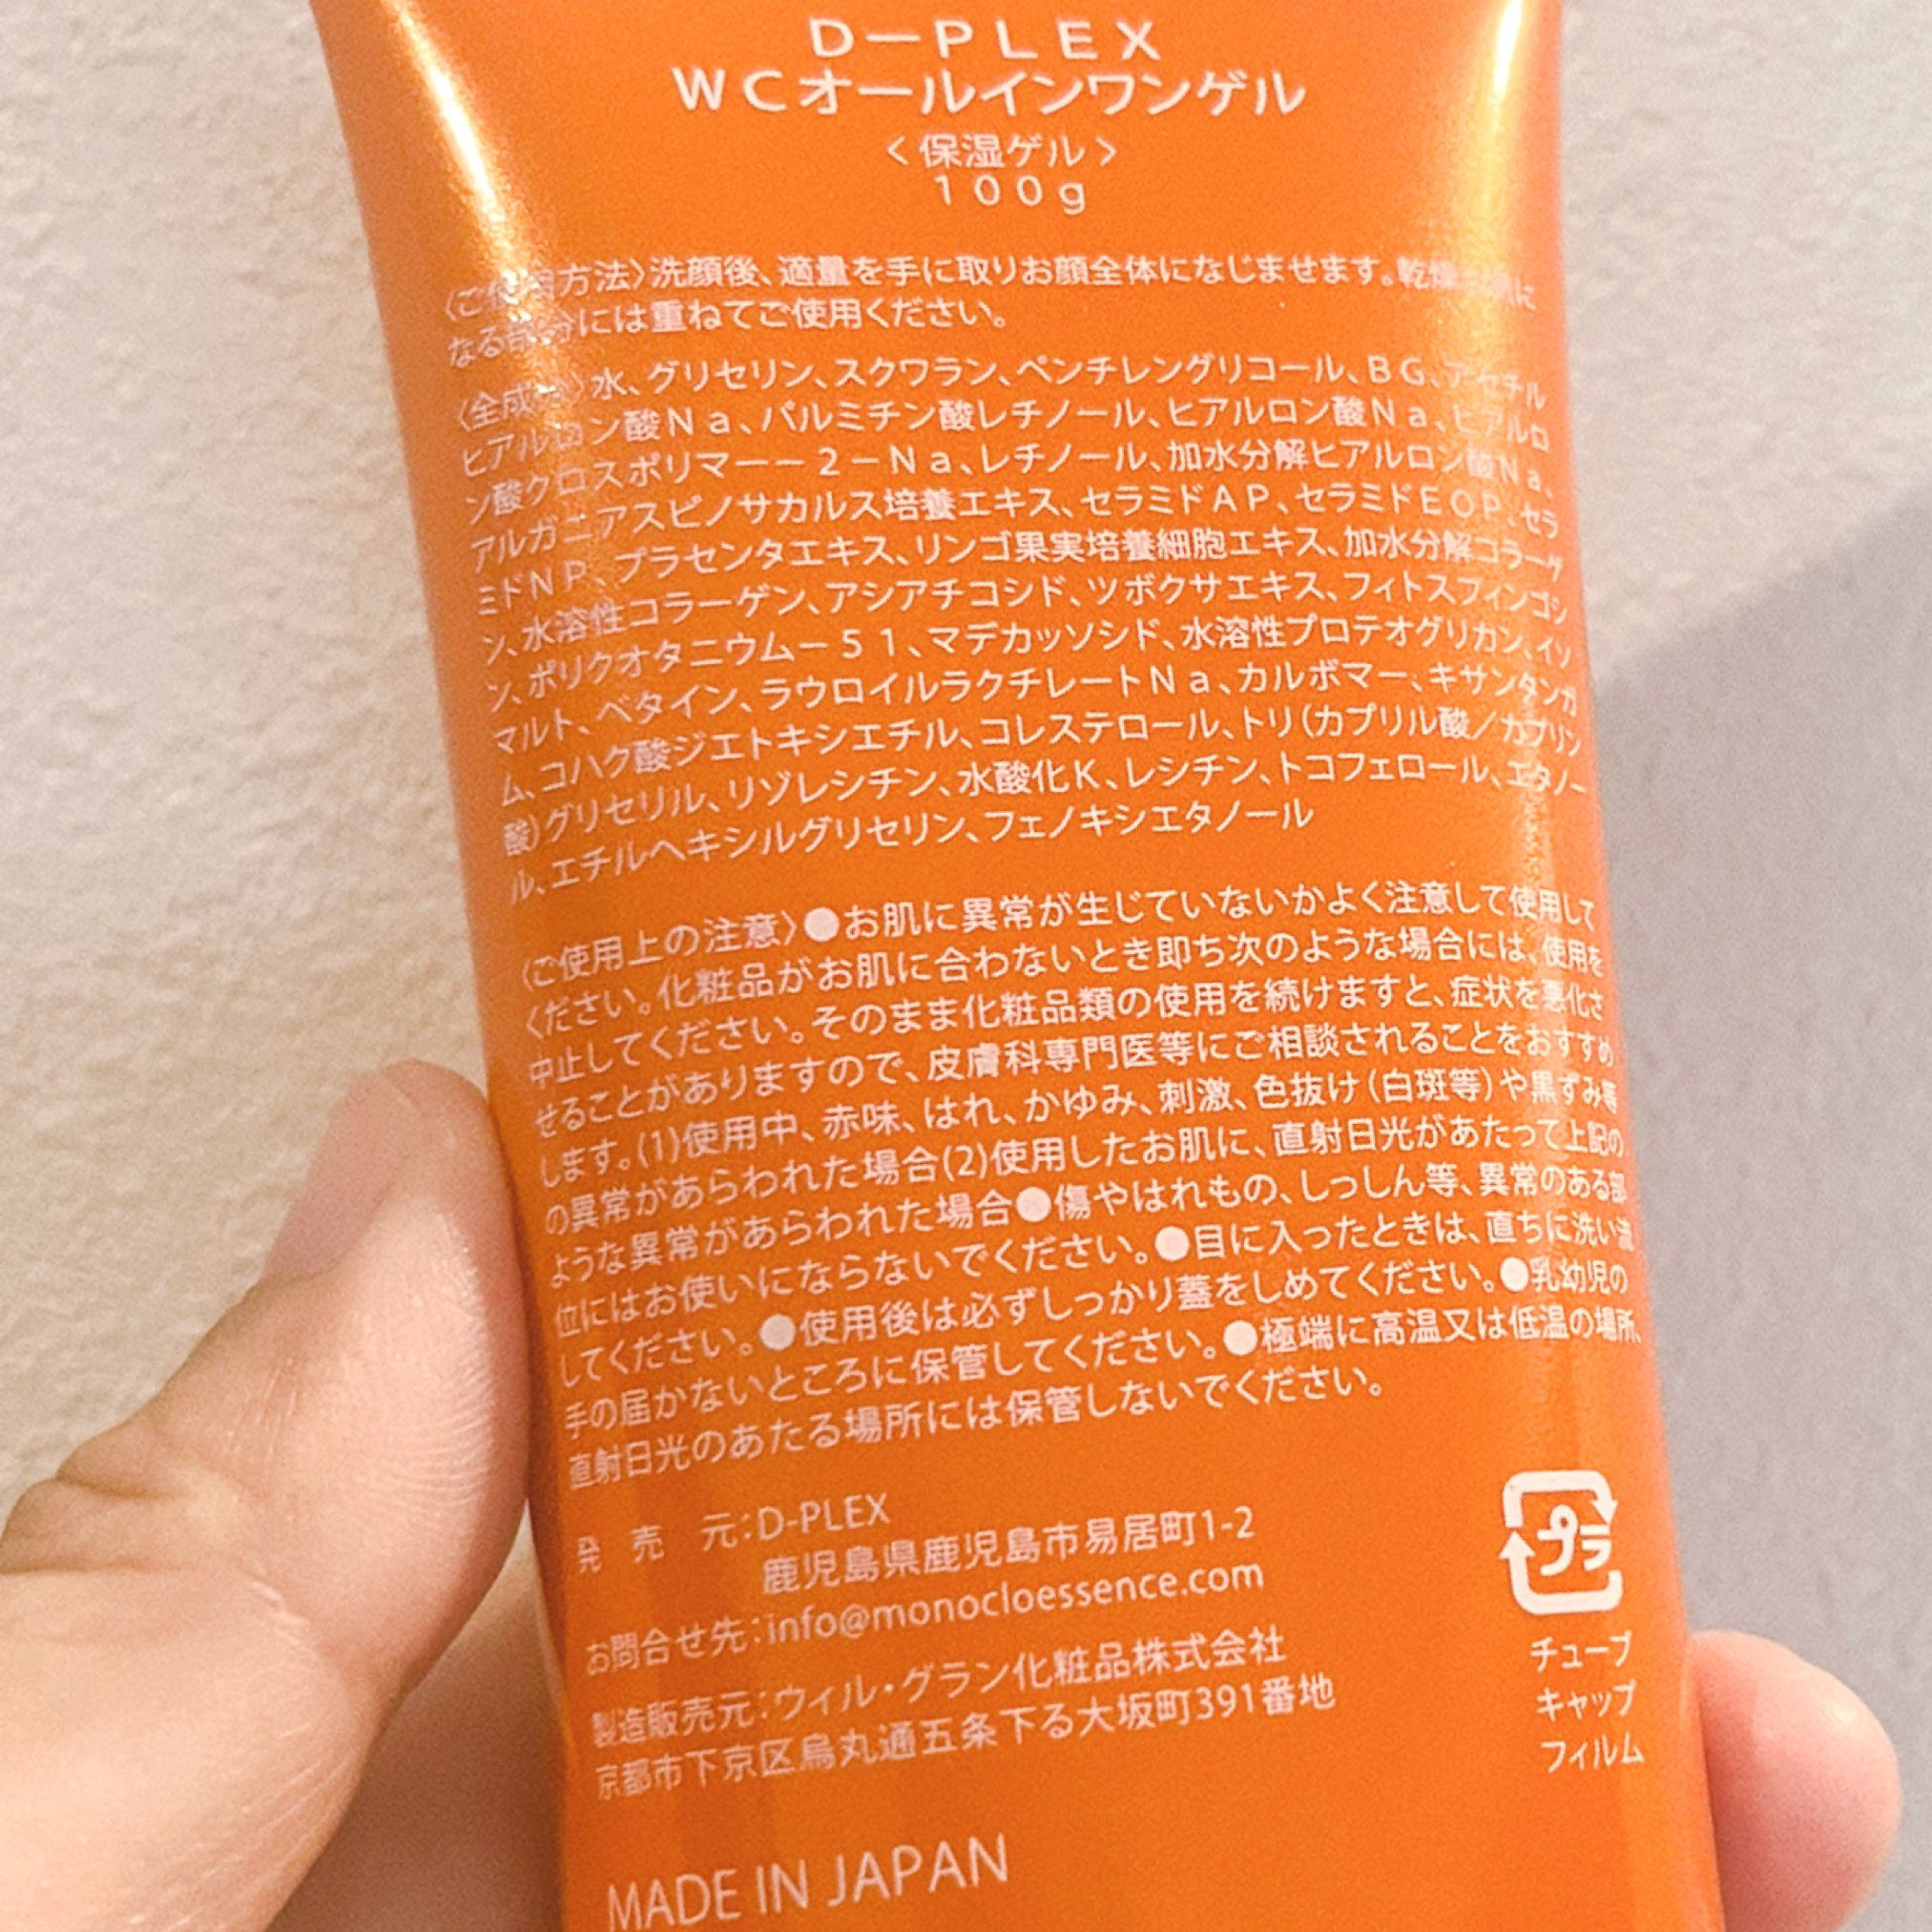 D－PLEX
WCオールインワンゲル
＜保湿ゲル＞
100g
〈ご使用方法〉洗顔後、適量を手に取りお顔全体になじませます。乾燥が気に
なる部分には重ねてご使用ください。
〈全成分〉水、グリセリン、スクワラン、ペンチレングリコール、BG、アセチル
ヒアルロン酸Na、パルミチン酸レチノール、ヒアルロン酸Na、ヒアルロ
ン酸クロスポリマーー2－Na、レチノール、加水分解ヒアルロン酸Na、
アルガニアスピノサカルス培養エキス、セラミドAP、セラミドEOP、セラ
ミドNP、プラセンタエキス、リンゴ果実培養細胞エキス、加水分解コラーゲ
ン、水溶性コラーゲン、アシアチコシド、ツボクサエキス、フィトスフィンゴシ
ン、ポリクオタニウム－51、マデカッソシド、水溶性プロテオグリカン、イソ
マルト、ベタイン、ラウロイルラクチレートNa、カルボマー、キサンタンガ
ム、コハク酸ジエトキシエチル、コレステロール、トリ(カプリル酸／カプリン
酸)グリセリル、リゾレシチン、水酸化K、レシチン、トコフェロール、エタノー
ル、エチルヘキシルグリセリン、フェノキシエタノール
〈ご使用上の注意〉●お肌に異常が生じていないかよく注意して使用して
ください。化粧品がお肌に合わないとき即ち次のような場合には、使用を
中止してください。そのまま化粧品類の使用を続けますと、症状を悪化さ
せることがありますので、皮膚科専門医等にご相談されることをおすすめ
します。(1)使用中、赤味、はれ、かゆみ、刺激、色抜け(白斑等)や黒ずみ等
の異常があらわれた場合(2)使用したお肌に、直射日光があたって上記の
ような異常があらわれた場合●傷やはれもの、しっしん等、異常のある部
位にはお使いにならないでください。●目に入ったときは、直ちに洗い流
してください。●使用後は必ずしっかり蓋をしめてください。●乳幼児の
手の届かないところに保管してください。●極端に高温又は低温の場所、
直射日光のあたる場所には保管しないでください。
発売元：D-PLEX
鹿児島県鹿児島市易居町1-2
お問合せ先：info@monocloessence.com
製造販売元：ウィル・グラン化粧品株式会社
京都市下京区烏丸通五条下る大坂町391番地
MADE IN JAPAN
プラ
チューブ
キャップ
フィルム